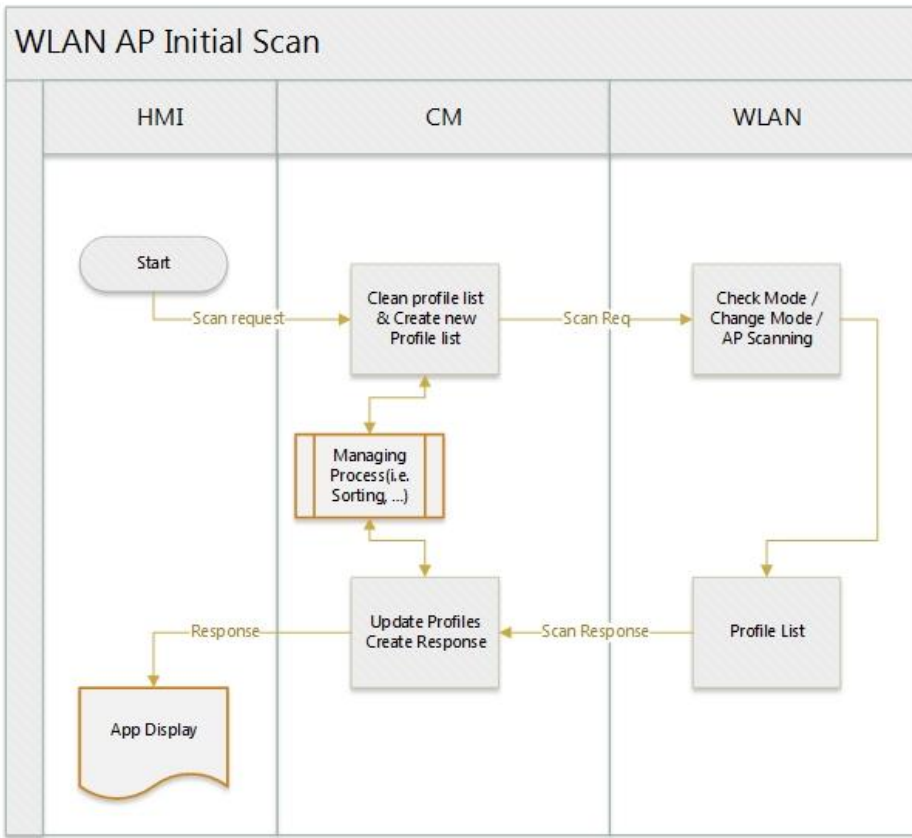 WLAN AP Initial Scan
HMI
CM
WLAN
Start
Scan request
Clean profile list
& Create new
Profile list
Scan Req
Check Mode /
Change Mode /
AP Scanning
Managing
Process(i.e.
Sorting, ...)
Response
Update Profiles
Create Response
Scan Response
Profile List
App Display